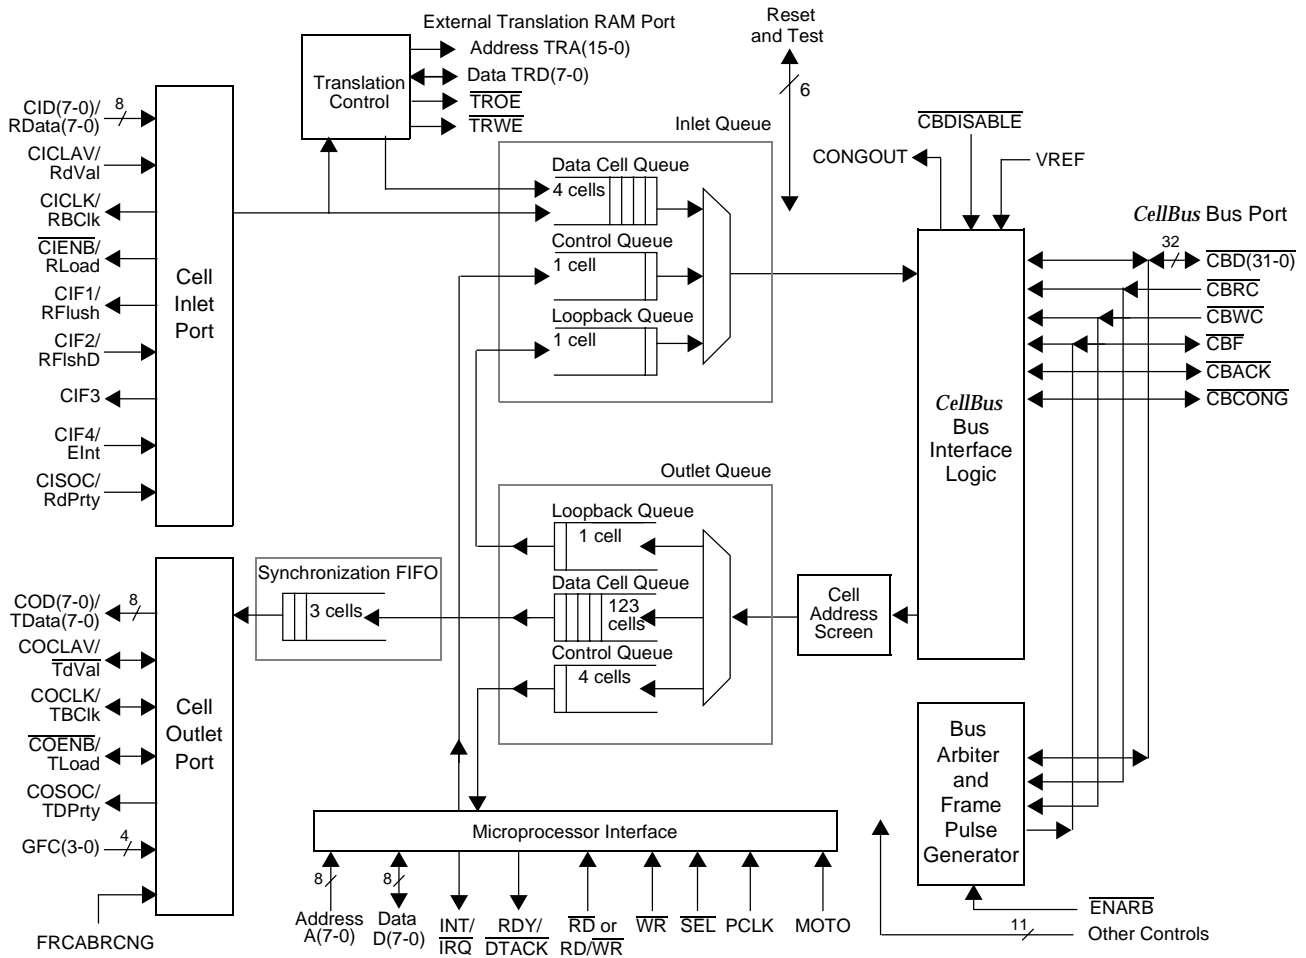 External Translation RAM Port
Address TRA(15-0)
Data TRD(7-0)
TROE
TRWE
Translation
Control
Reset
and Test
6
CBDISABLE
CONGOUT
VREF
CellBus Bus Port
32
CBD(31-0)
CBRC
CBWC
CBF
CBACK
CBCONG
CID(7-0)/
RData(7-0)
8
CICLAV/
RdVal
CICLK/
RBClk
CIENB/
RLoad
CIF1/
RFlush
CIF2/
RFlshD
CIF3
CIF4/
EInt
CISOC/
RdPrty
Cell
Inlet
Port
Inlet Queue
Data Cell Queue
4 cells
Control Queue
1 cell
Loopback Queue
1 cell
CellBus
Bus
Interface
Logic
Outlet Queue
Loopback Queue
1 cell
Data Cell Queue
123
cells
Control Queue
4 cells
Cell
Address
Screen
Synchronization FIFO
3 cells
COD(7-0)/
TData(7-0)
8
COCLAV/
TdVal
COCLK/
TBClk
COENB/
TLoad
COSOC/
TDPrty
GFC(3-0)
4
FRCABRCNG
Cell
Outlet
Port
Bus
Arbiter
and
Frame
Pulse
Generator
Microprocessor Interface
8
Address
A(7-0)
8
Data
D(7-0)
INT/
IRQ
RDY/
DTACK
RD or
RD/WR
WR
SEL
PCLK
MOTO
ENARB
11
Other Controls